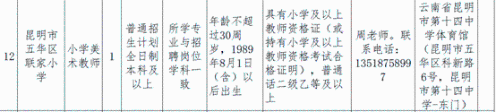 12
昆明市
五华区
联家小
学
小学美
术教师
1
普通招
生计划
全日制
本科及
以上
所学专
业与招
聘岗位
学科一
致
年龄不超
过30周
岁，1989
年8月1日
（含）以
后出生
具有小学及以上
教师资格证（或
持有小学及以上
教师资格考试合
格证明），普通
话二级乙等及以
上
周老师。联
系电话：
1351875899
7
云南省昆明
市第十四中
学体育馆
（昆明市五
华区科新路
6号，昆明
市第十四中
学-东门）